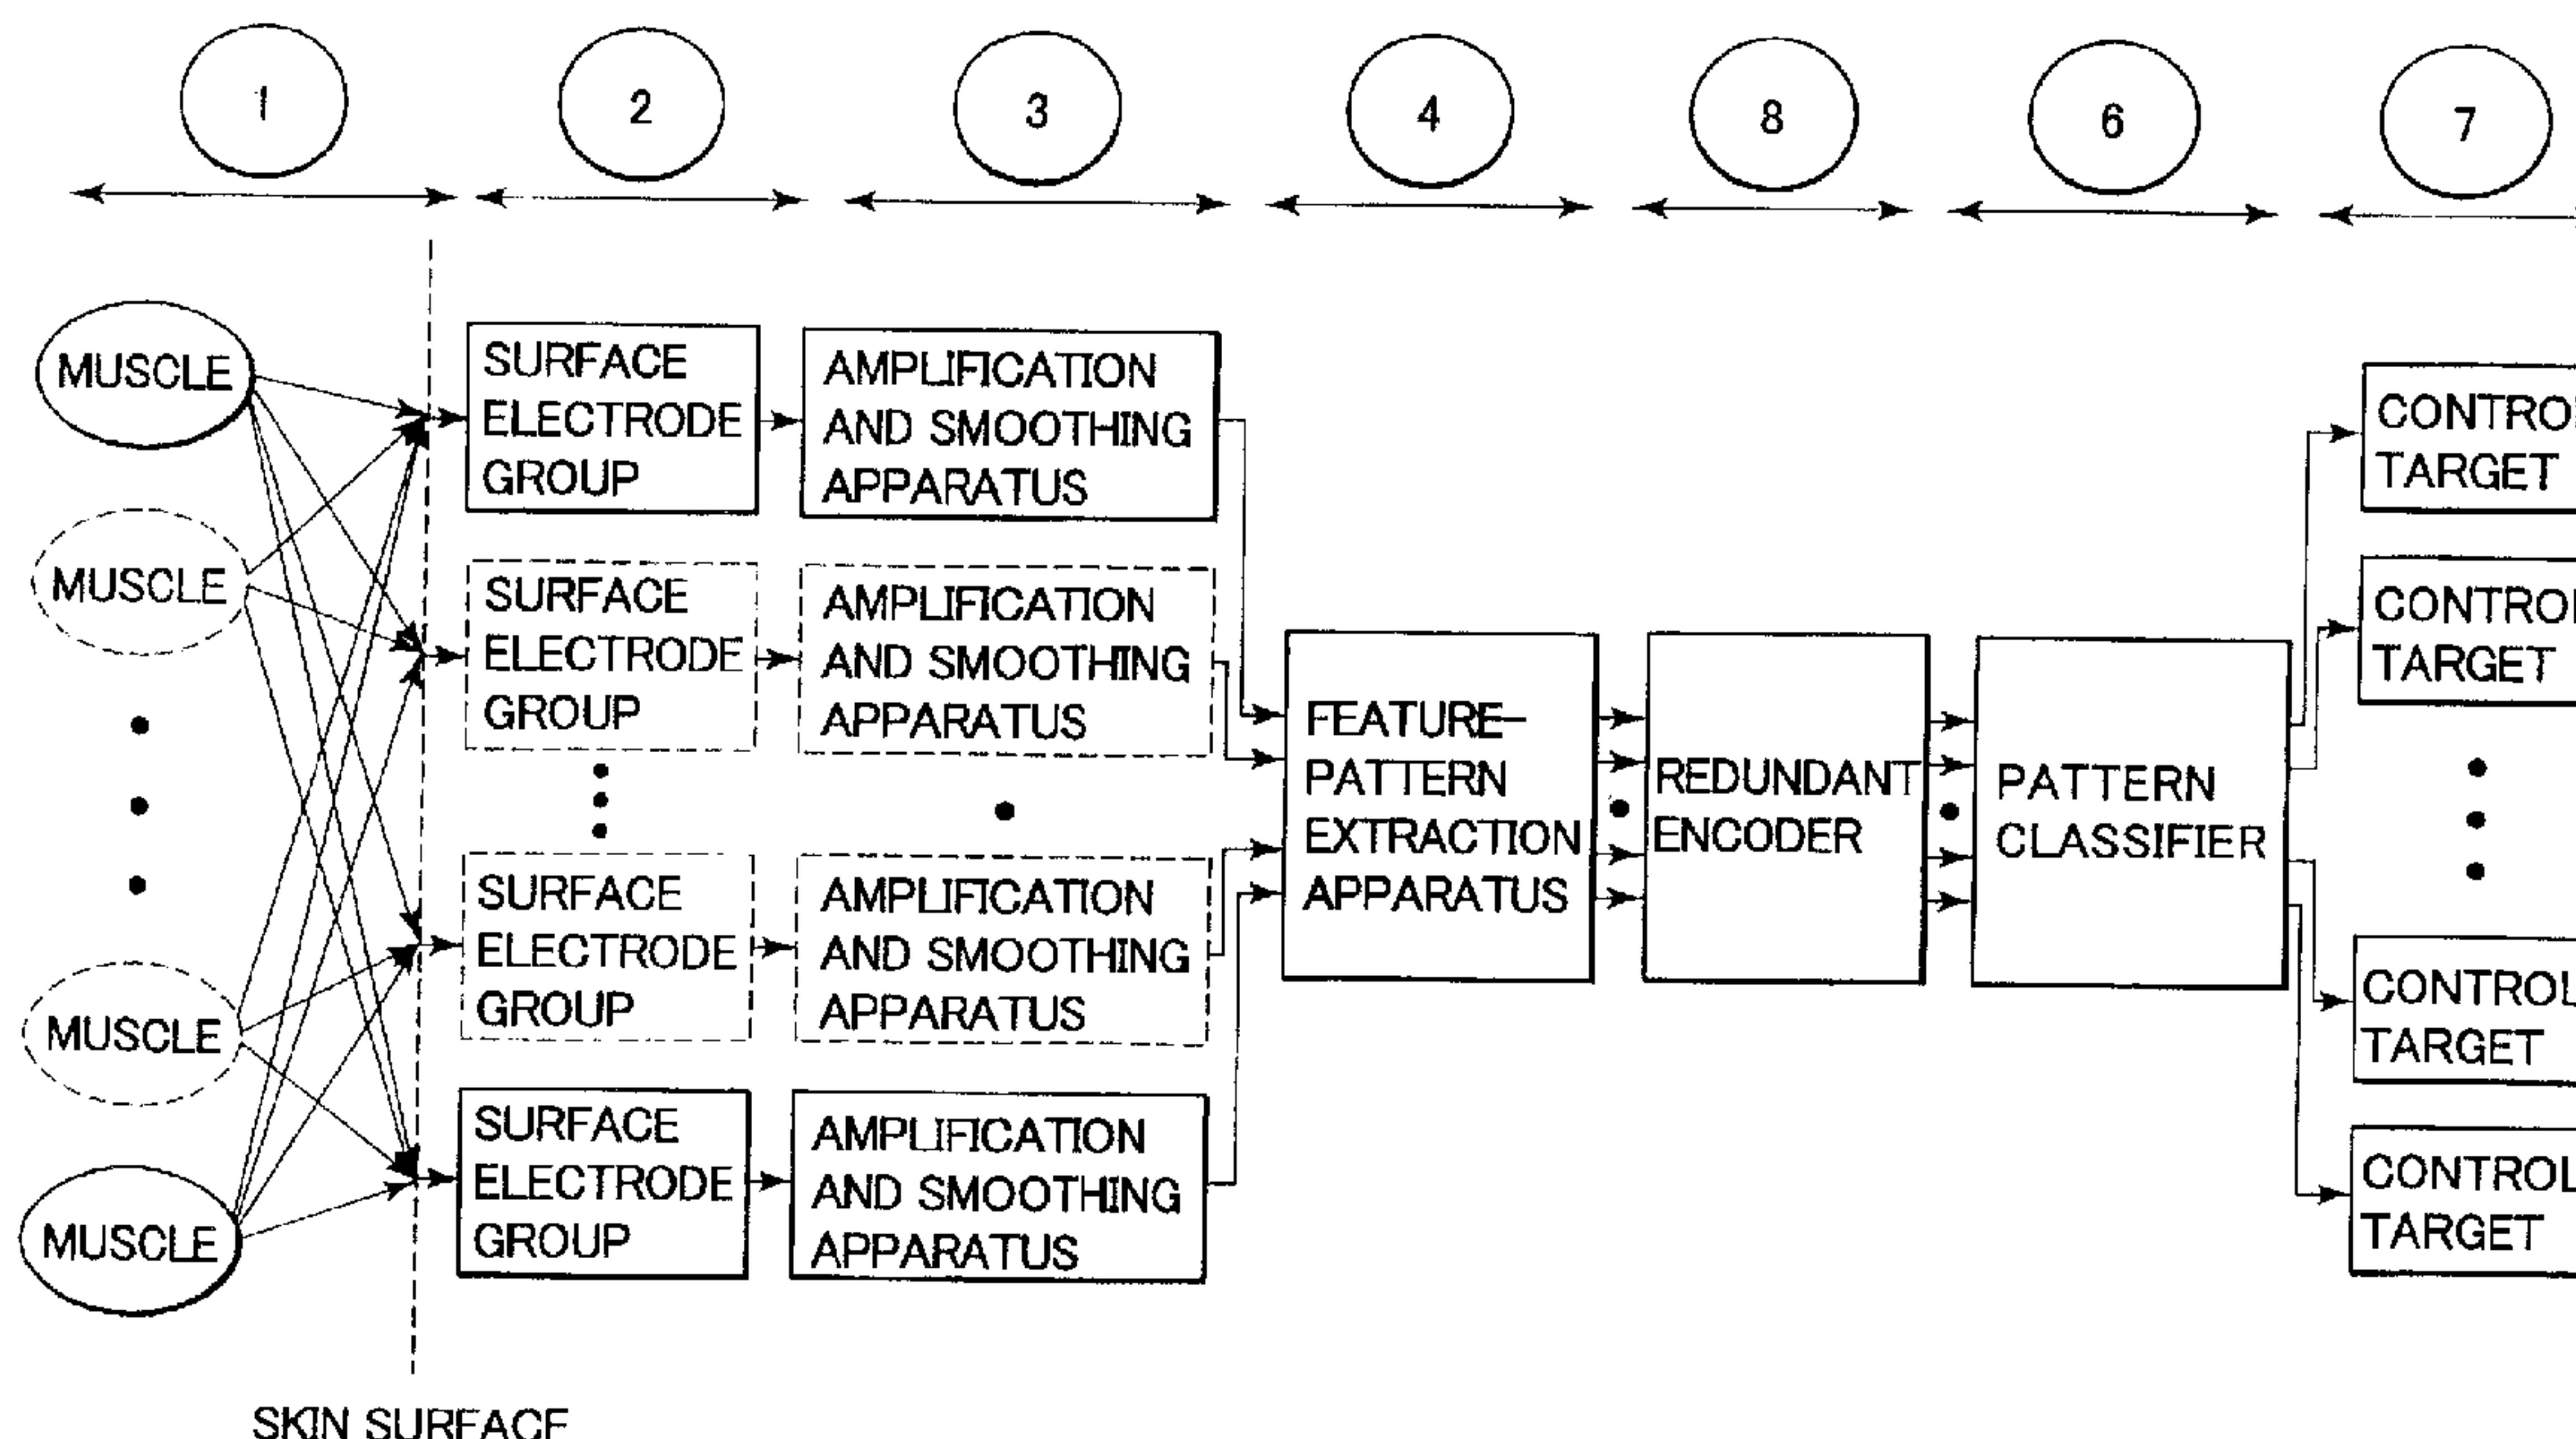 1 2 3 4 8 6 7
MUSCLE
MUSCLE
MUSCLE
MUSCLE
SURFACE
ELECTRODE
GROUP
SURFACE
ELECTRODE
GROUP
SURFACE
ELECTRODE
GROUP
SURFACE
ELECTRODE
GROUP
AMPLIFICATION
AND SMOOTHING
APPARATUS
AMPLIFICATION
AND SMOOTHING
APPARATUS
AMPLIFICATION
AND SMOOTHING
APPARATUS
AMPLIFICATION
AND SMOOTHING
APPARATUS
FEATURE-
PATTERN
EXTRACTION
APPARATUS
REDUNDANT
ENCODER
PATTERN
CLASSIFIER
CONTROL
TARGET
CONTROL
TARGET
CONTROL
TARGET
CONTROL
TARGET
SKIN SURFACE